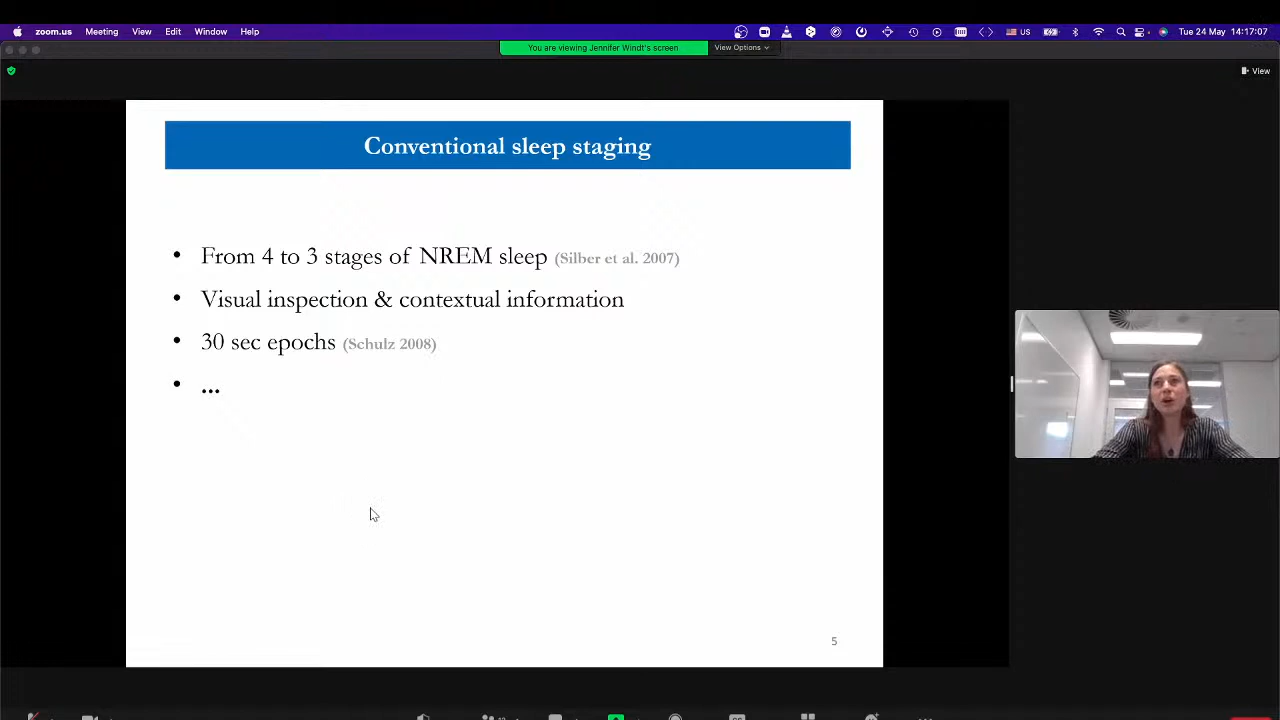 zoom.us Meeting View Edit Window Help US Tue 24 May 14:17:07
You are viewing Jennifer Windt's screen View Options
View
Conventional sleep staging
• From 4 to 3 stages of NREM sleep (Silber et al. 2007)
• Visual inspection & contextual information
• 30 sec epochs (Schulz 2008)
• ...
5